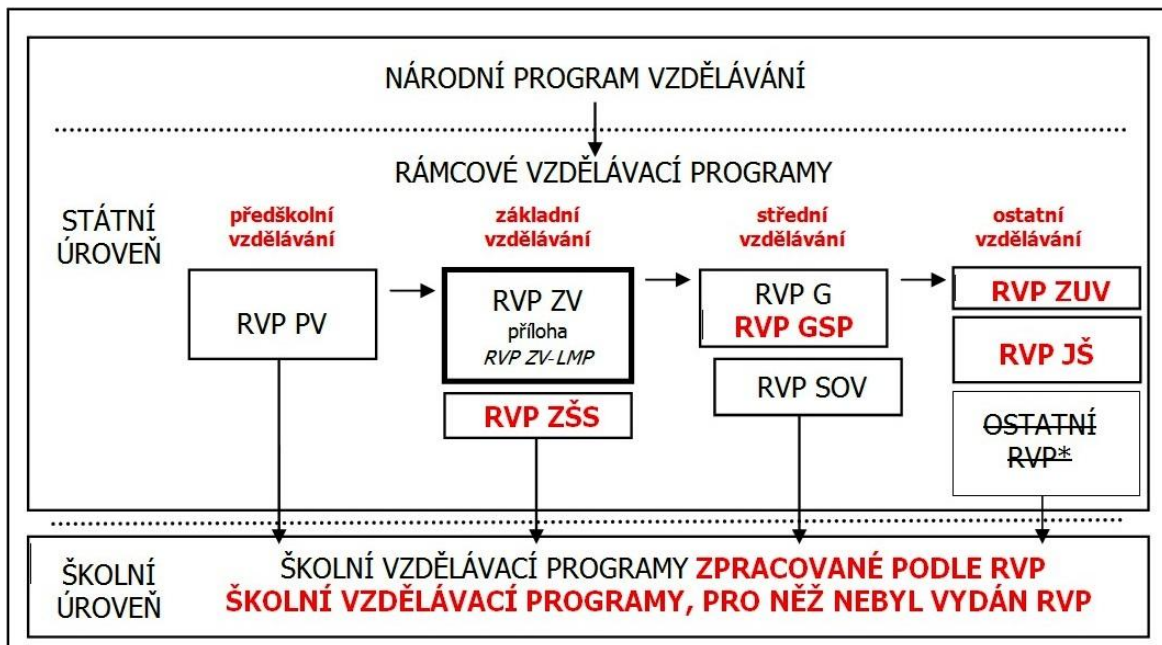 NÁRODNÍ PROGRAM VZDĚLÁVÁNÍ
RÁMCOVÉ VZDĚLÁVACÍ PROGRAMY
STÁTNÍ
ÚROVEŇ
předškolní
vzdělávání
základní
vzdělávání
střední
vzdělávání
ostatní
vzdělávání
RVP PV
RVP ZV
příloha
RVP ZV-LMP
RVP ZŠS
RVP G
RVP GSP
RVP SOV
RVP ZUV
RVP JŠ
OSTATNÍ
RVP*
ŠKOLNÍ
ÚROVEŇ
ŠKOLNÍ VZDĚLÁVACÍ PROGRAMY ZPRACOVANÉ PODLE RVP
ŠKOLNÍ VZDĚLÁVACÍ PROGRAMY, PRO NĚŽ NEBYL VYDÁN RVP